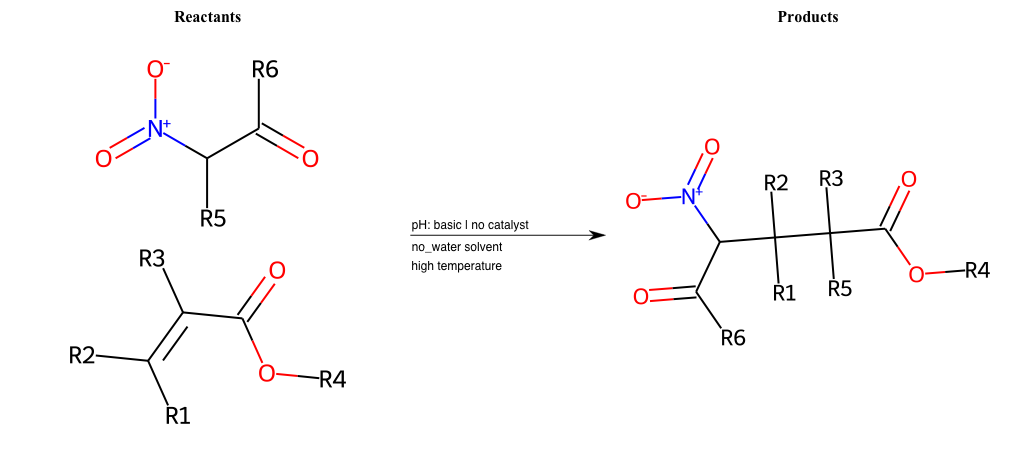 Reactants
Products
O-
R6
N+
O
O
R5
R3
O
R2
O
R4
R1
pH: basic | no catalyst
no_water solvent
high temperature
O
R2
R3
O
O-
N+
R4
O
O
R1
R5
R6